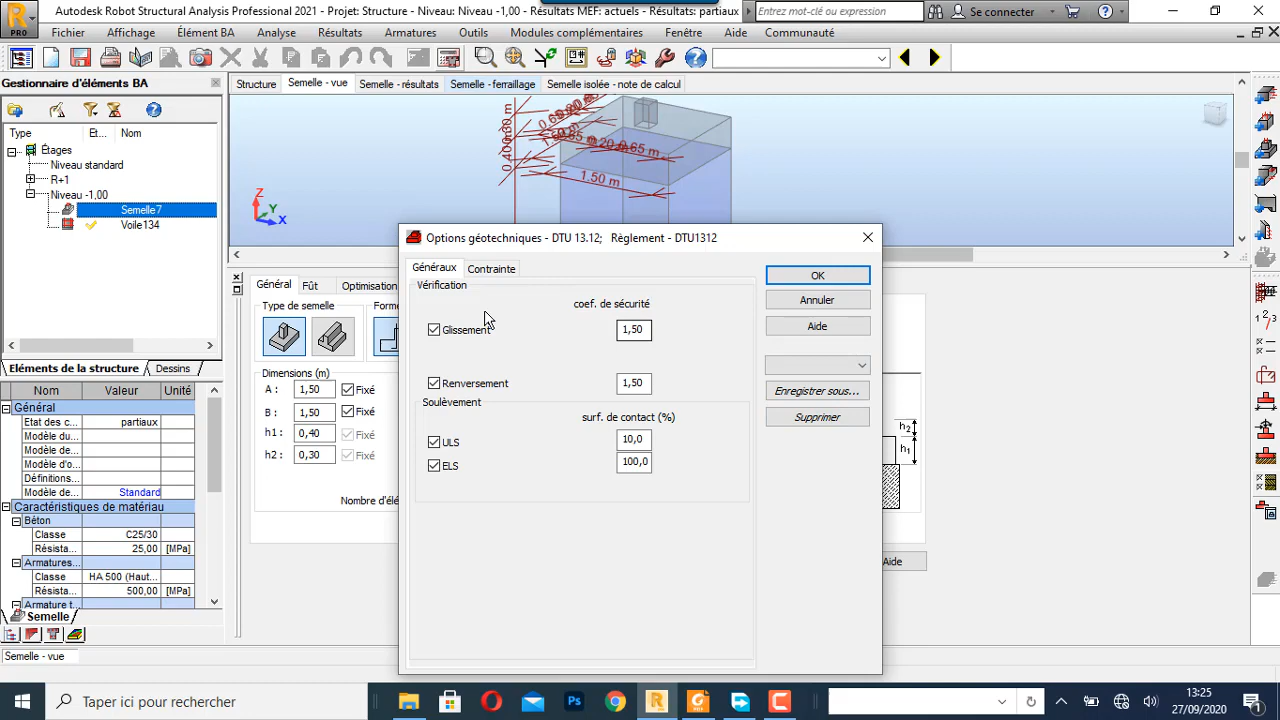 Autodesk Robot Structural Analysis Professional 2021 - Projet: Structure - Niveau: Niveau -1,00 - Résultats MEF: actuels - Résultats: partiaux
Entrez mot-clé ou expression
Se connecter
PRO
Fichier Affichage Élément BA Analyse Résultats Armatures Outils Modules complémentaires Fenêtre Aide Communauté
Gestionnaire d'éléments BA
Structure Semelle - vue Semelle - résultats Semelle - ferraillage Semelle isolée - note de calcul
Type Et... Nom
Étages
Niveau standard
R+1
Niveau -1,00
Semelle7
Voile134
1.50 m
Z
Y
X
Options géotechniques - DTU 13.12; Règlement - DTU1312
Généraux Contrainte
Vérification
coef. de sécurité
Glissement 1,50
Renversement 1,50
Soulèvement
surf. de contact (%)
ULS 10,0
ELS 100,0
OK
Annuler
Aide
Enregistrer sous...
Supprimer
Général Fût Optimisation
Type de semelle Forme
Dimensions (m)
A : 1,50 Fixé
B : 1,50 Fixé
h1: 0,40 Fixé
h2: 0,30 Fixé
Nombre d'élé
h2
h1
Aide
Eléments de la structure Dessins
Nom Valeur Unité
Général
Etat des c... partiaux
Modèle du...
Modèle en...
Modèle d'o...
Définitions...
Modèle de... Standard
Caractéristiques de matériau
Béton
Classe C25/30
Résista... 25,00 [MPa]
Armatures...
Classe HA 500 (Haut...
Résista... 500,00 [MPa]
Armature t...
Semelle
Semelle - vue
Taper ici pour rechercher
13:25
27/09/2020